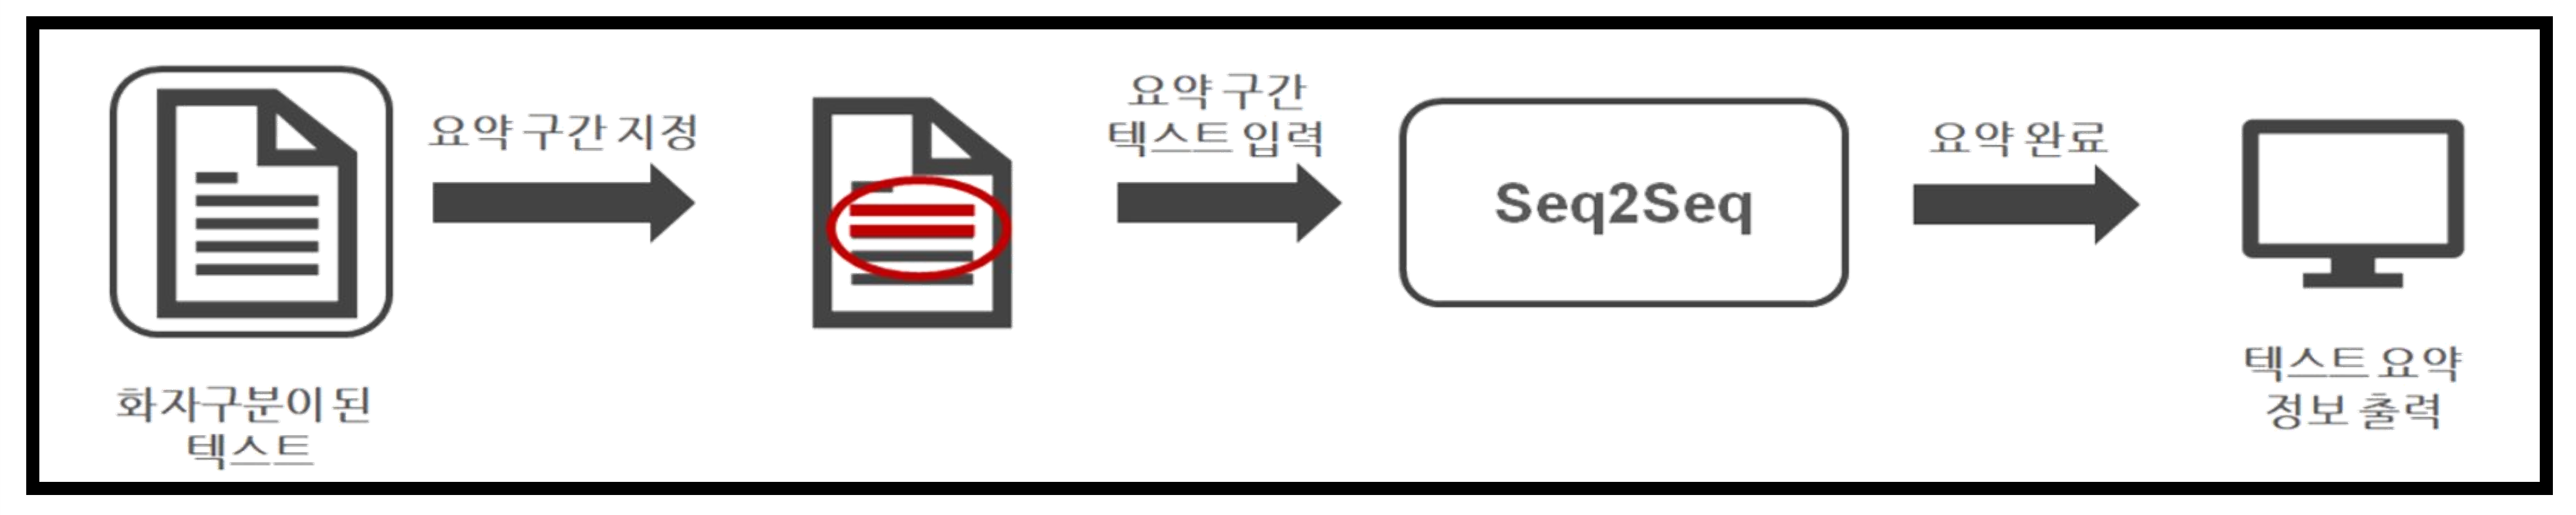 화자구분이 된
텍스트
요약 구간 지정
요약 구간
텍스트 입력
Seq2Seq
요약 완료
텍스트 요약
정보 출력